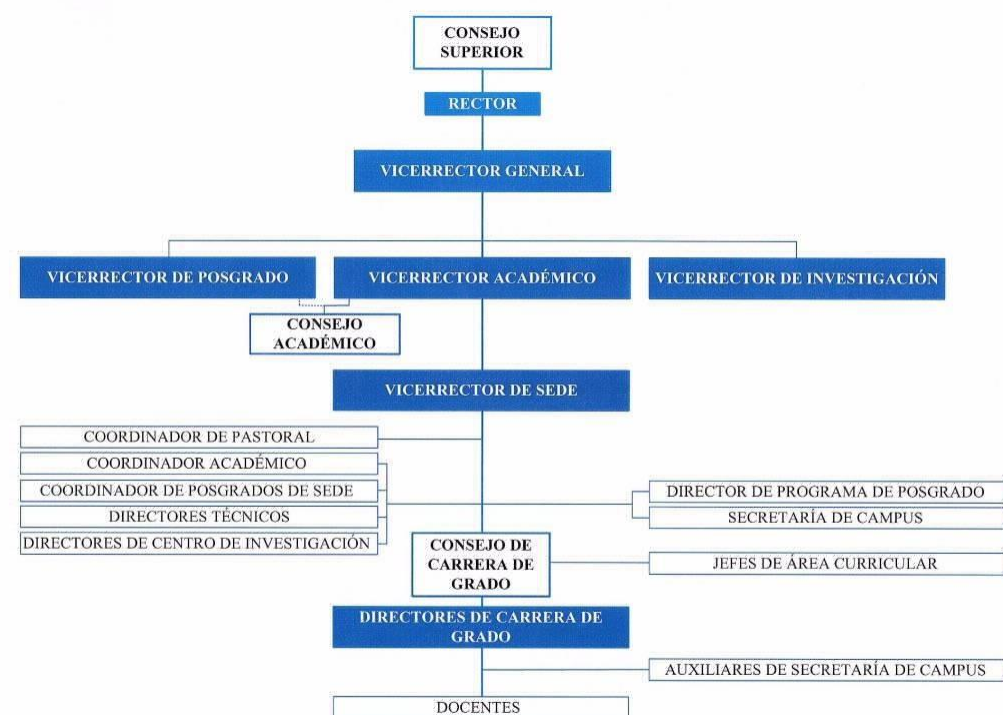 CONSEJO
SUPERIOR
RECTOR
VICERRECTOR GENERAL
VICERRECTOR DE POSGRADO
VICERRECTOR ACADÉMICO
VICERRECTOR DE INVESTIGACIÓN
CONSEJO
ACADÉMICO
VICERRECTOR DE SEDE
COORDINADOR DE PASTORAL
COORDINADOR ACADÉMICO
COORDINADOR DE POSGRADOS DE SEDE
DIRECTORES TÉCNICOS
DIRECTORES DE CENTRO DE INVESTIGACIÓN
DIRECTOR DE PROGRAMA DE POSGRADO
SECRETARÍA DE CAMPUS
CONSEJO DE
CARRERA DE
GRADO
JEFES DE ÁREA CURRICULAR
DIRECTORES DE CARRERA DE
GRADO
AUXILIARES DE SECRETARÍA DE CAMPUS
DOCENTES